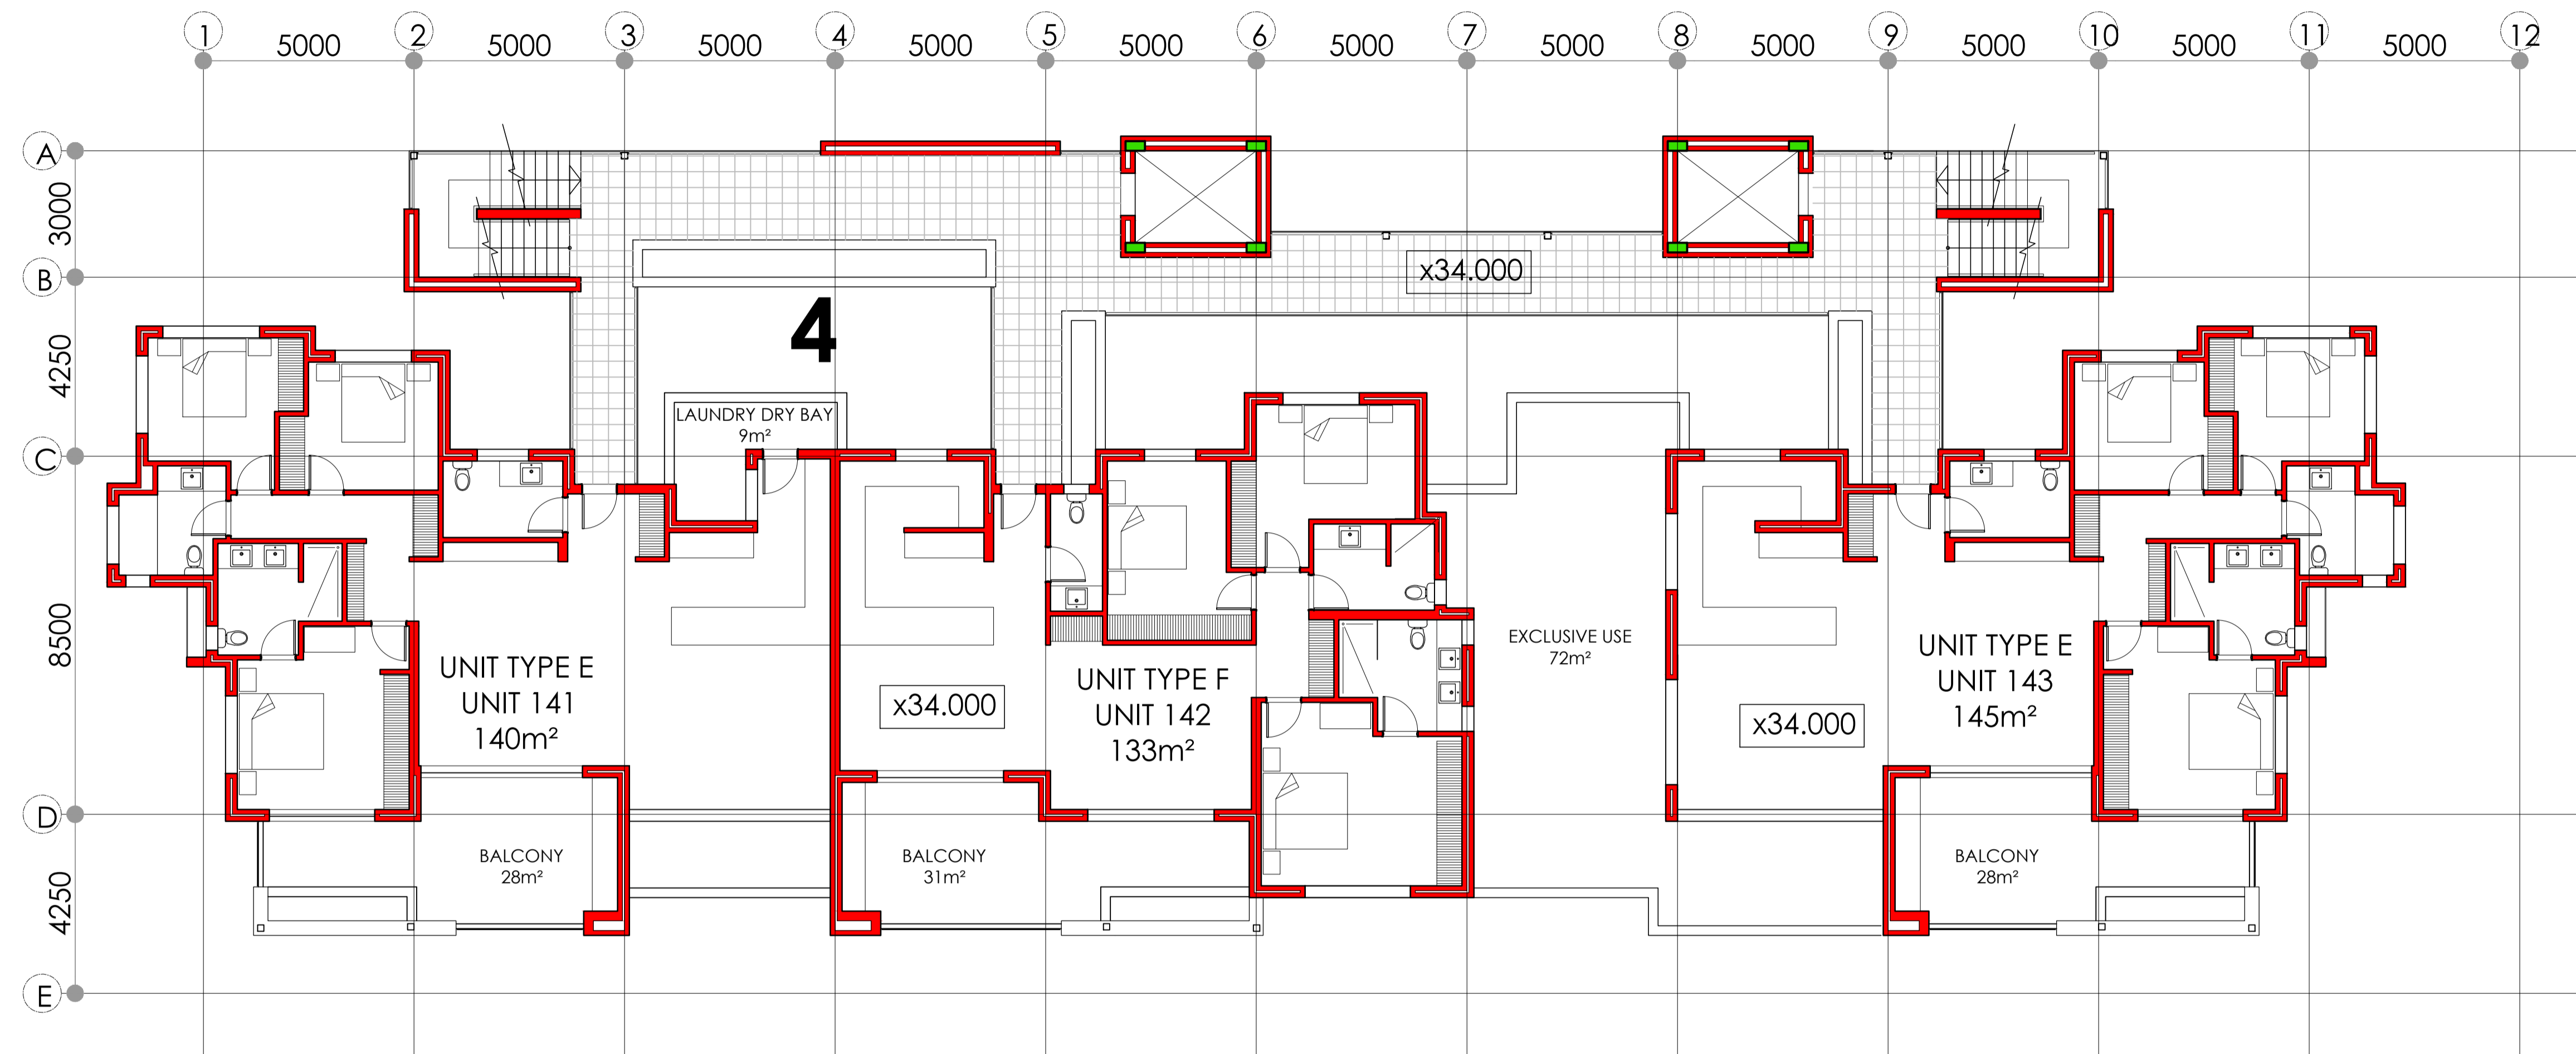 1 2 3 4 5 6 7 8 9 10 11 12
5000 5000 5000 5000 5000 5000 5000 5000 5000 5000 5000
A
3000
B
4250
C
8500
D
4250
E
x34.000
4
LAUNDRY DRY BAY
9m²
UNIT TYPE E
UNIT 141
140m²
x34.000
UNIT TYPE F
UNIT 142
133m²
EXCLUSIVE USE
72m²
x34.000
UNIT TYPE E
UNIT 143
145m²
BALCONY
28m²
BALCONY
31m²
BALCONY
28m²